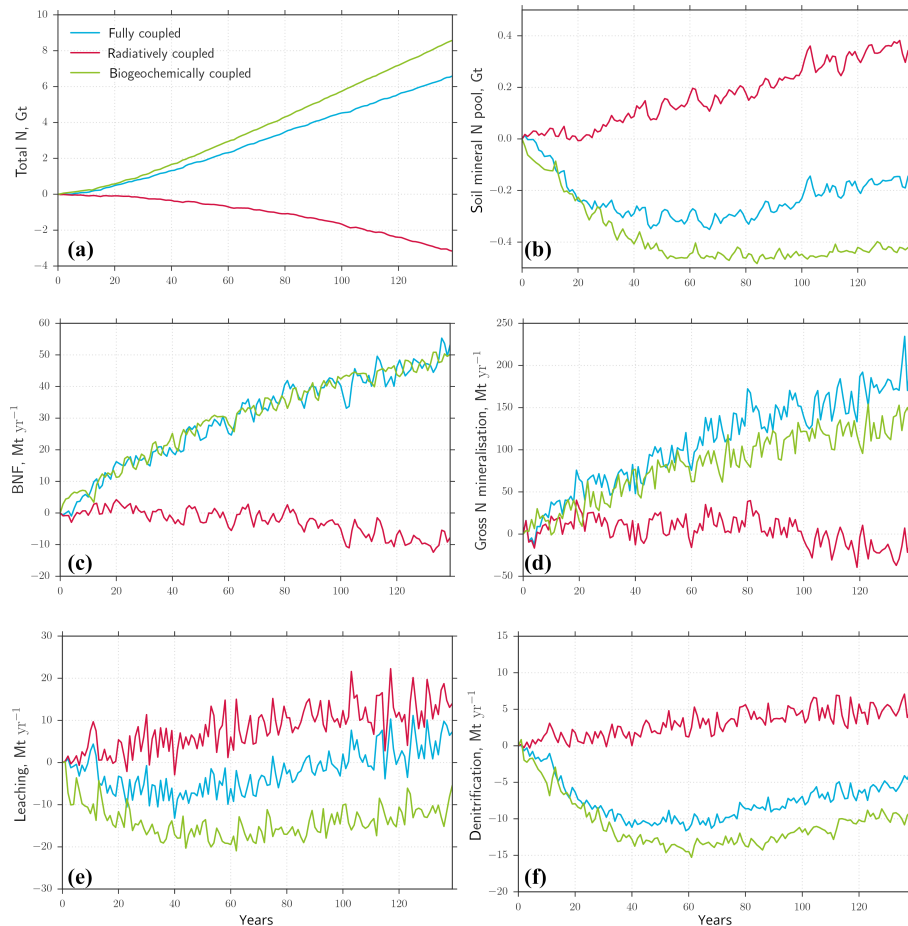 10
8
6
4
2
0
−2
−4
Total N, Gt
Fully coupled
Radiatively coupled
Biogeochemically coupled
(a)
0 20 40 60 80 100 120
0.4
0.2
0.0
−0.2
−0.4
Soil mineral N pool, Gt
(b)
0 20 40 60 80 100 120
60
50
40
30
20
10
0
−10
−20
BNF, Mt yr−1
(c)
0 20 40 60 80 100 120
250
200
150
100
50
0
−50
Gross N mineralisation, Mt yr−1
(d)
0 20 40 60 80 100 120
30
20
10
0
−10
−20
−30
Leaching, Mt yr−1
(e)
0 20 40 60 80 100 120
Years
15
10
5
0
−5
−10
−15
−20
Denitrification, Mt yr−1
(f)
0 20 40 60 80 100 120
Years